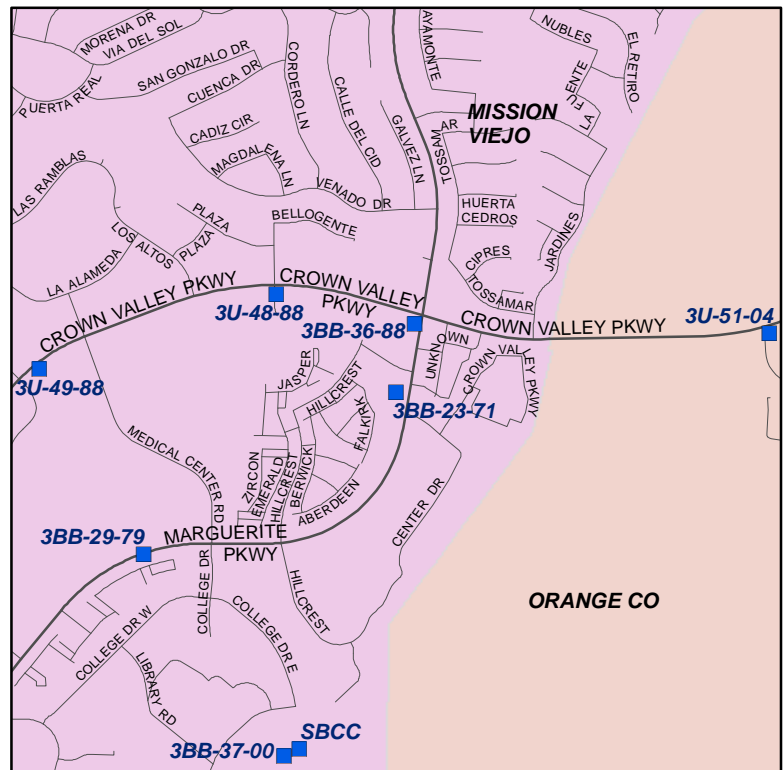 MORENA DR
VIA DEL SOL
PUERTA REAL
SAN GONZALO DR
CUENCA DR
CORDERO LN
CALLE DEL CID
GALVEZ LN
AYAMONTE
NUBLES
EL RETIRO
LA FUENTE
MISSION
VIEJO
TOSSAM
AR
CADIZ CIR
MAGDALENA LN
VENADO DR
LAS RAMBLAS
PLAZA
BELLOGENTE
HUERTA
CEDROS
LOS ALTOS
PLAZA
CIPRES
JARDINES
LA ALAMEDA
TOSSAMAR
CROWN VALLEY PKWY
CROWN VALLEY
PKWY
CROWN VALLEY PKWY
3U-48-88
3BB-36-88
3U-51-04
3U-49-88
UNKNOWN
CROWN VALLEY PKWY
JASPER
HILLCREST
FALKIRK
3BB-23-71
MEDICAL CENTER RD
ZIRCON
EMERALD
HILLCREST
BERWICK
ABERDEEN
CENTER DR
3BB-29-79
MARGUERITE
PKWY
COLLEGE DR
HILLCREST
ORANGE CO
COLLEGE DR W
COLLEGE DR E
LIBRARY RD
SBCC
3BB-37-00